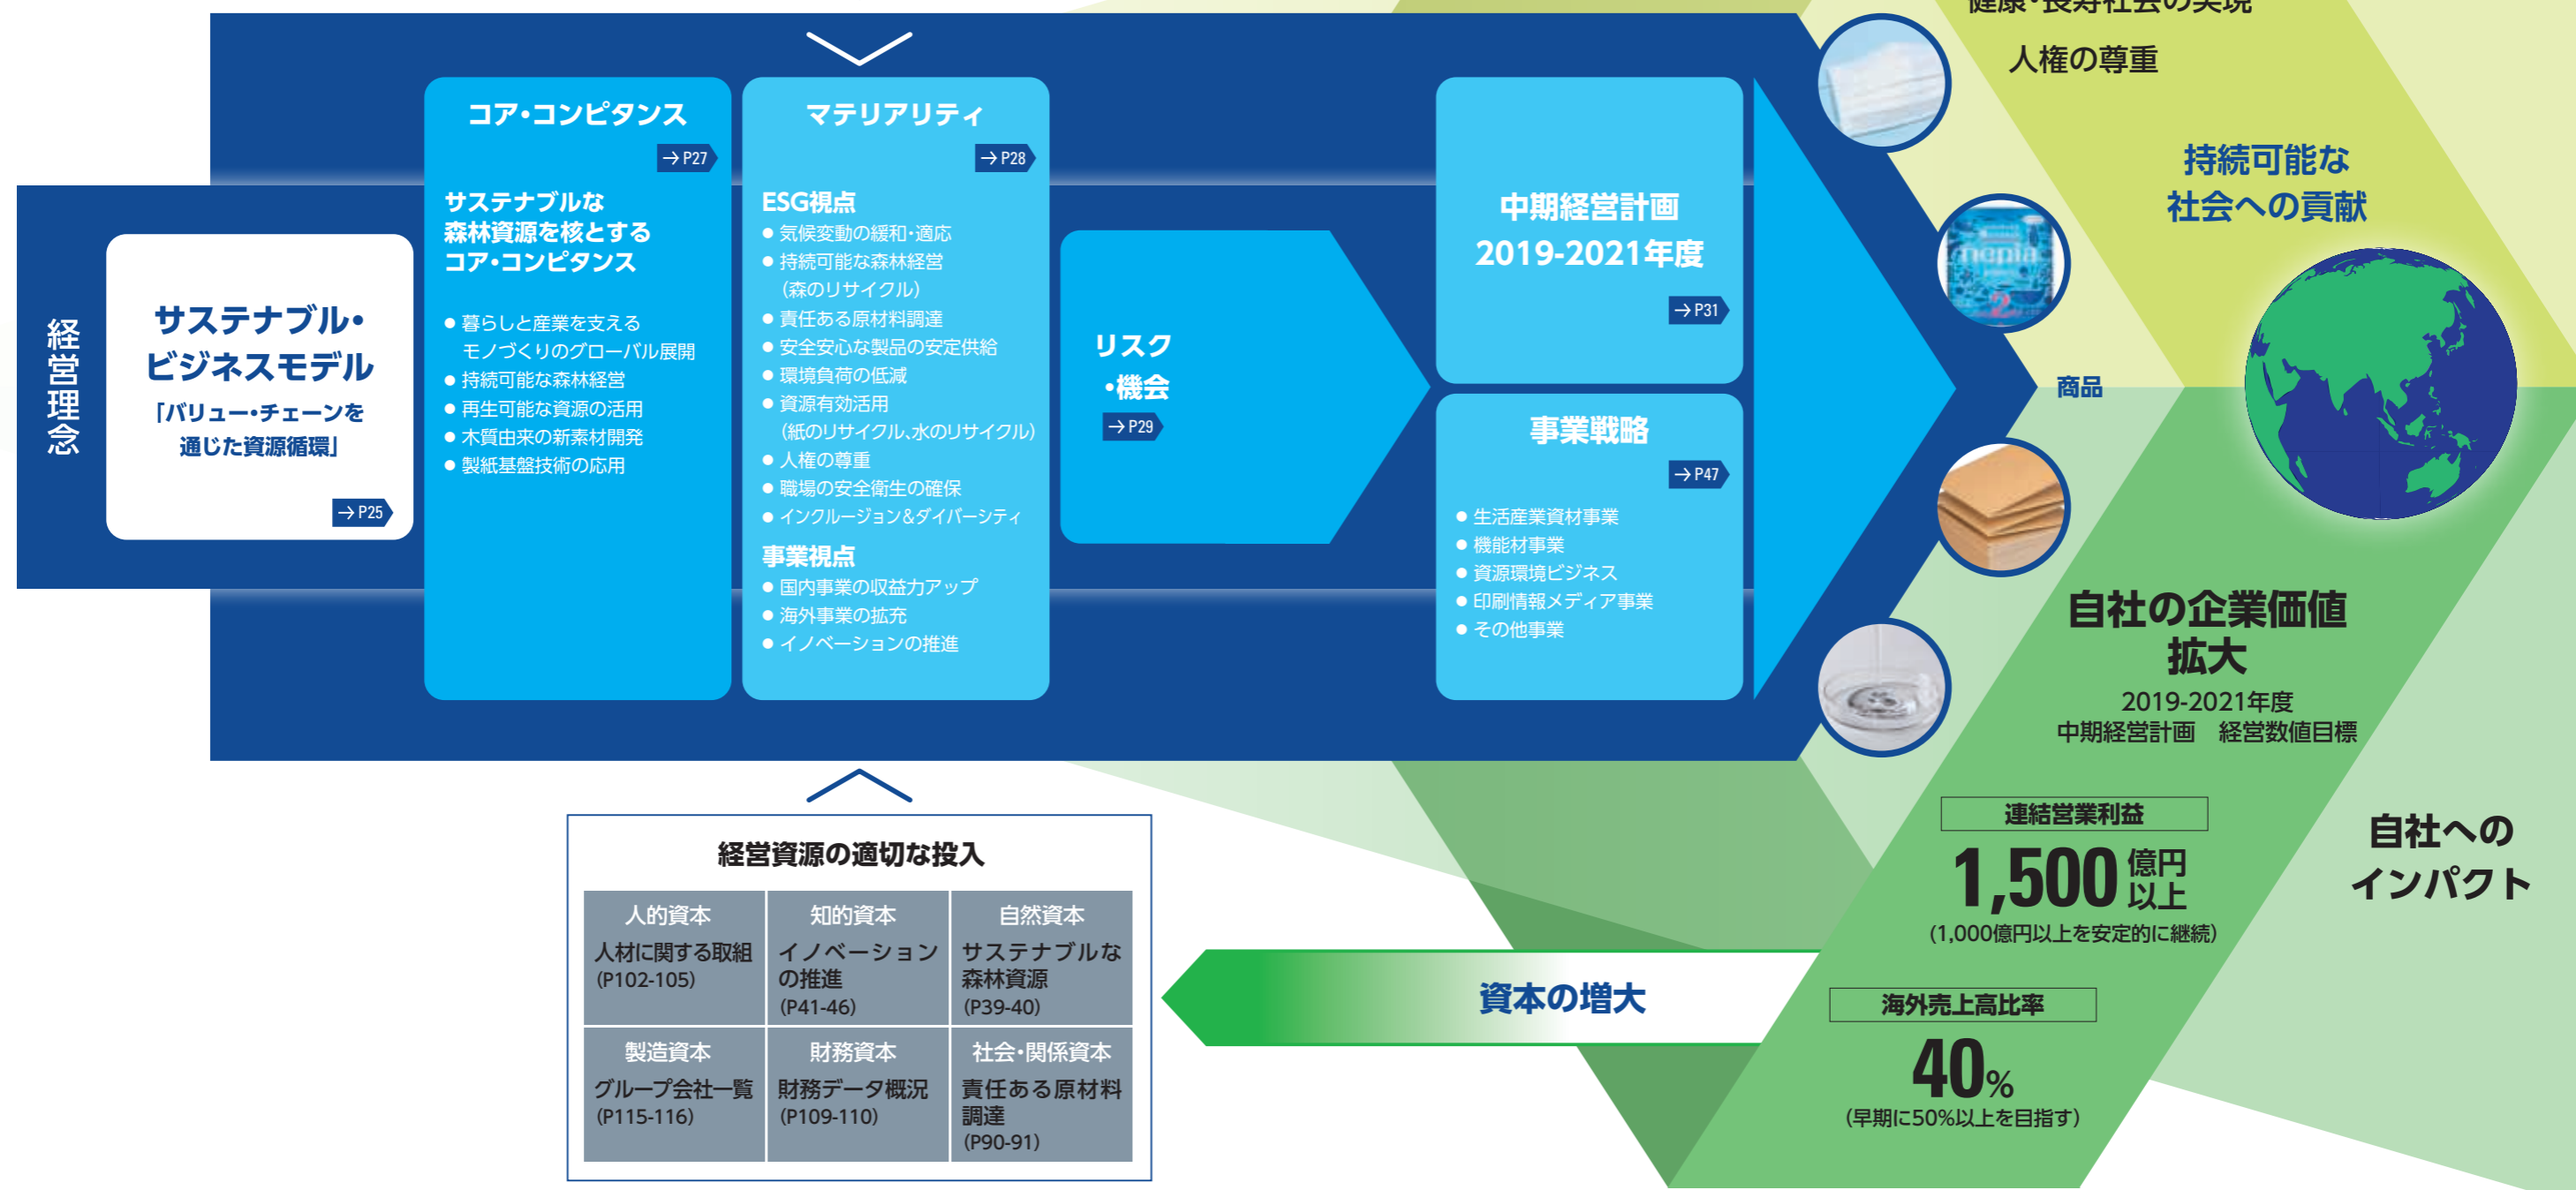 経営理念
サステナブル・
ビジネスモデル
「バリュー・チェーンを
通じた資源循環」
→P25
コア・コンピタンス
→P27
サステナブルな
森林資源を核とする
コア・コンピタンス
● 暮らしと産業を支える
モノづくりのグローバル展開
● 持続可能な森林経営
● 再生可能な資源の活用
● 木質由来の新素材開発
● 製紙基盤技術の応用
マテリアリティ
→P28
ESG視点
● 気候変動の緩和・適応
● 持続可能な森林経営
（森のリサイクル）
● 責任ある原材料調達
● 安全安心な製品の安定供給
● 環境負荷の低減
● 資源有効活用
（紙のリサイクル、水のリサイクル）
● 人権の尊重
● 職場の安全衛生の確保
● インクルージョン＆ダイバーシティ
事業視点
● 国内事業の収益力アップ
● 海外事業の拡充
● イノベーションの推進
リスク
・機会
→P29
中期経営計画
2019-2021年度
→P31
事業戦略
→P47
● 生活産業資材事業
● 機能材事業
● 資源環境ビジネス
● 印刷情報メディア事業
● その他事業
nepia
2
商品
健康・長寿社会の実現
人権の尊重
持続可能な
社会への貢献
自社の企業価値
拡大
2019-2021年度
中期経営計画　経営数値目標
連結営業利益
1,500億円以上
（1,000億円以上を安定的に継続）
海外売上高比率
40%
（早期に50%以上を目指す）
自社への
インパクト
資本の増大
経営資源の適切な投入
人的資本
人材に関する取組
(P102-105)
知的資本
イノベーション
の推進
(P41-46)
自然資本
サステナブルな
森林資源
(P39-40)
製造資本
グループ会社一覧
(P115-116)
財務資本
財務データ概況
(P109-110)
社会・関係資本
責任ある原材料
調達
(P90-91)